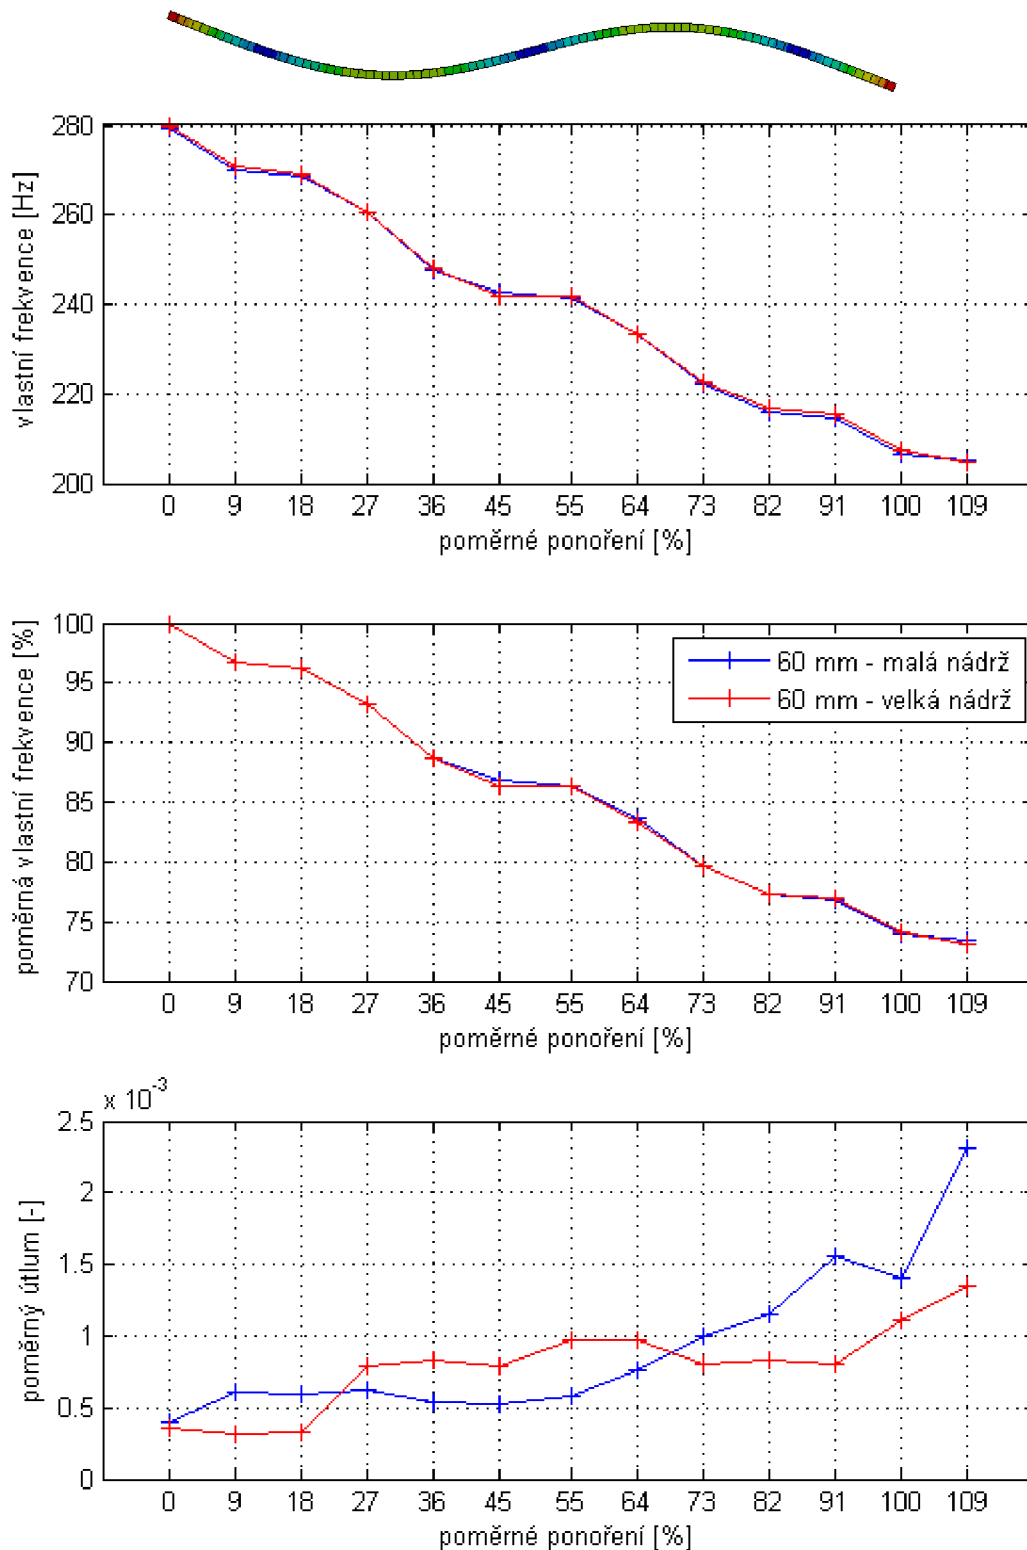 280
260
240
220
200
vlastní frekvence [Hz]
0 9 18 27 36 45 55 64 73 82 91 100 109
poměrné ponoření [%]
100
95
90
85
80
75
70
poměrná vlastní frekvence [%]
60 mm - malá nádrž
60 mm - velká nádrž
0 9 18 27 36 45 55 64 73 82 91 100 109
poměrné ponoření [%]
x 10⁻³
2.5
2
1.5
1
0.5
0
poměrný útlum [-]
0 9 18 27 36 45 55 64 73 82 91 100 109
poměrné ponoření [%]